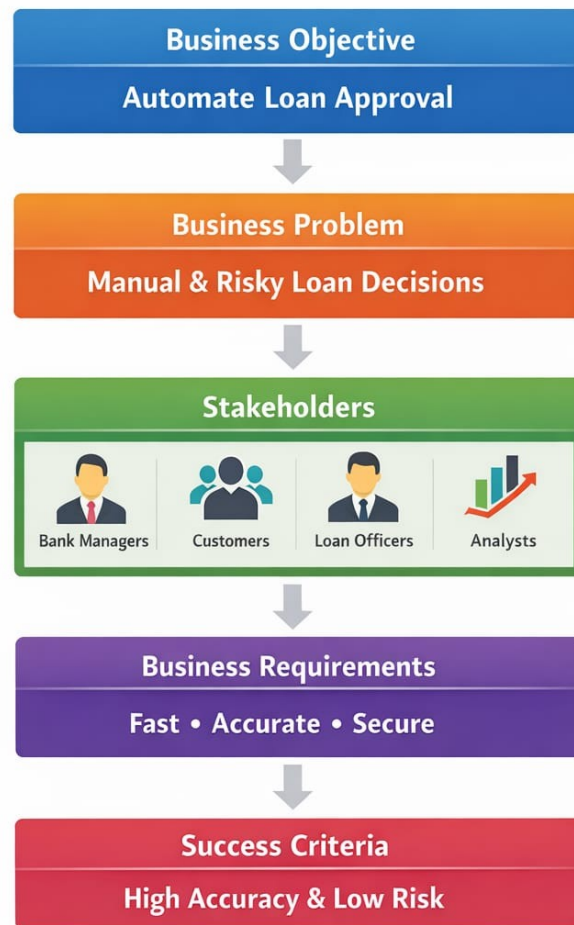 Business Objective
Automate Loan Approval
Business Problem
Manual & Risky Loan Decisions
Stakeholders
Bank Managers
Customers
Loan Officers
Analysts
Business Requirements
Fast • Accurate • Secure
Success Criteria
High Accuracy & Low Risk